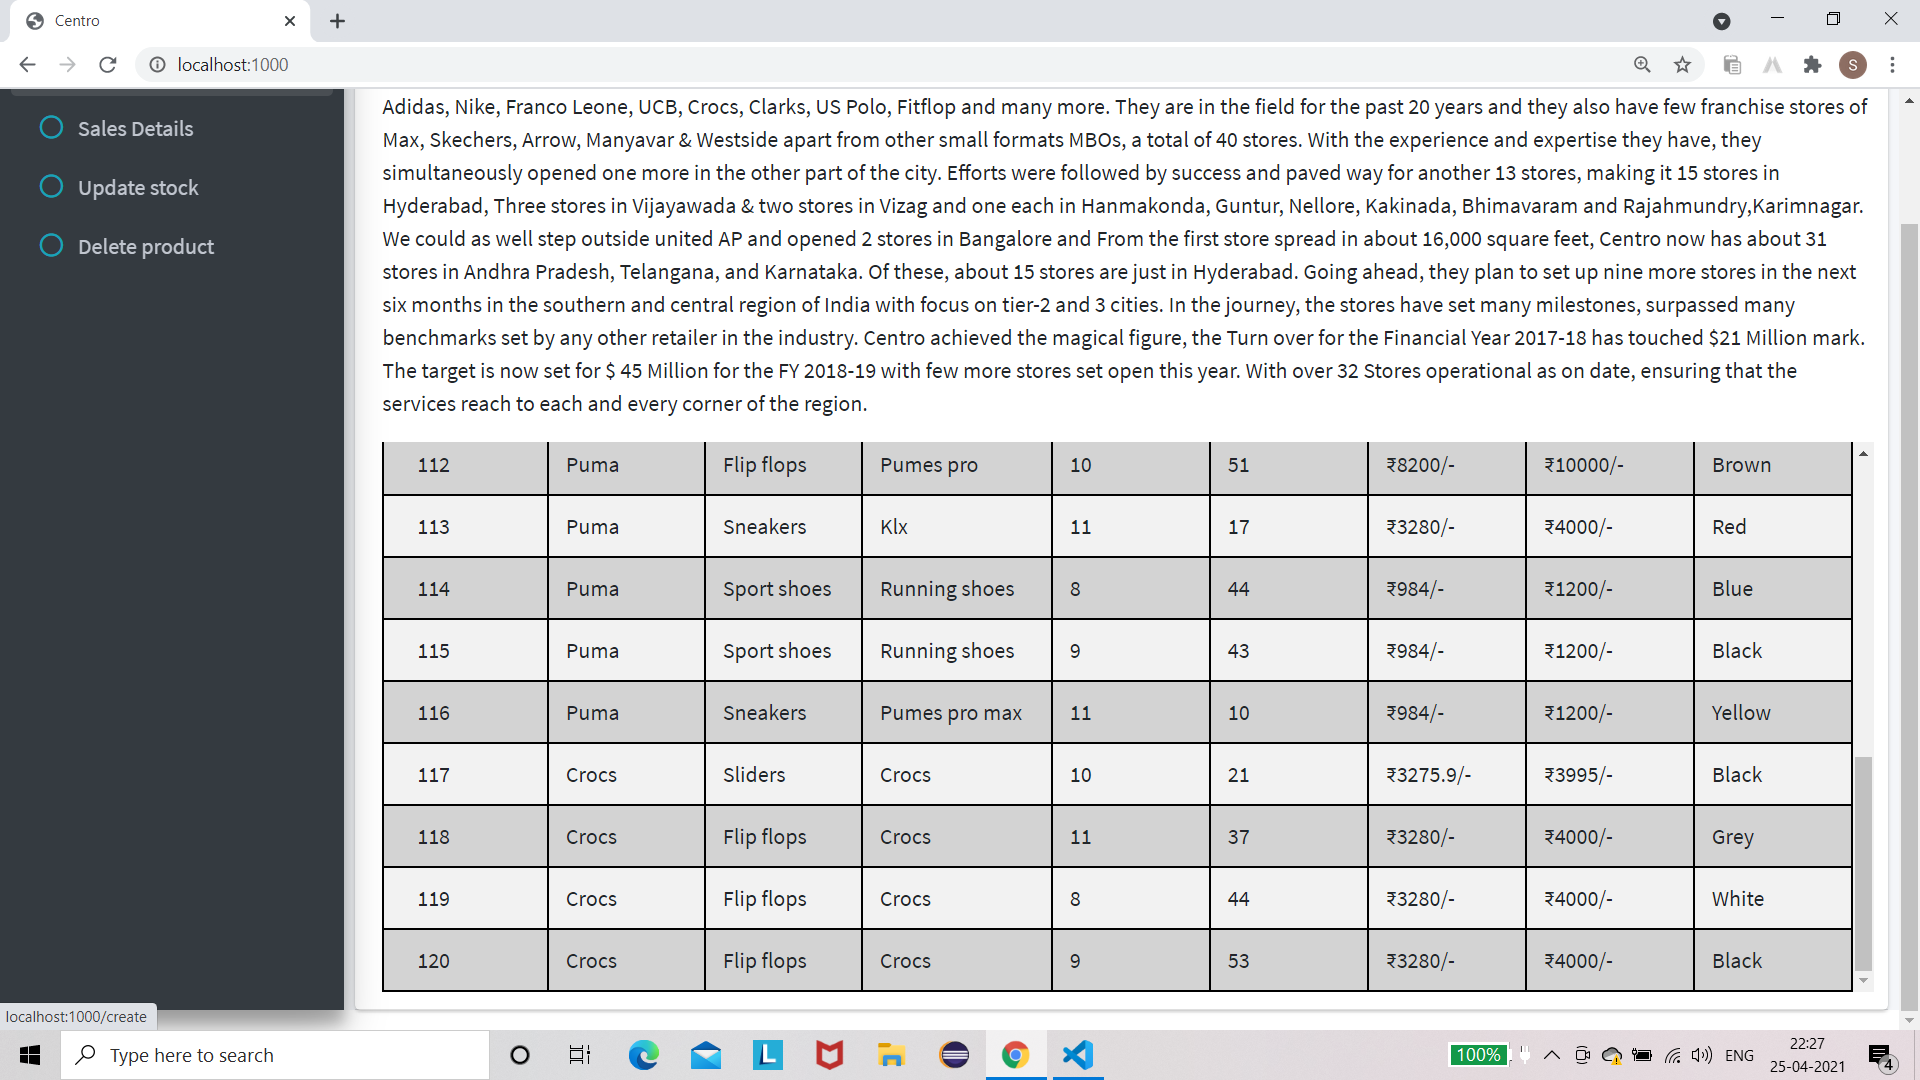 Centro
localhost:1000
S
Sales Details
Update stock
Delete product
Adidas, Nike, Franco Leone, UCB, Crocs, Clarks, US Polo, Fitflop and many more. They are in the field for the past 20 years and they also have few franchise stores of
Max, Skechers, Arrow, Manyavar & Westside apart from other small formats MBOs, a total of 40 stores. With the experience and expertise they have, they
simultaneously opened one more in the other part of the city. Efforts were followed by success and paved way for another 13 stores, making it 15 stores in
Hyderabad, Three stores in Vijayawada & two stores in Vizag and one each in Hanmakonda, Guntur, Nellore, Kakinada, Bhimavaram and Rajahmundry,Karimnagar.
We could as well step outside united AP and opened 2 stores in Bangalore and From the first store spread in about 16,000 square feet, Centro now has about 31
stores in Andhra Pradesh, Telangana, and Karnataka. Of these, about 15 stores are just in Hyderabad. Going ahead, they plan to set up nine more stores in the next
six months in the southern and central region of India with focus on tier-2 and 3 cities. In the journey, the stores have set many milestones, surpassed many
benchmarks set by any other retailer in the industry. Centro achieved the magical figure, the Turn over for the Financial Year 2017-18 has touched $21 Million mark.
The target is now set for $ 45 Million for the FY 2018-19 with few more stores set open this year. With over 32 Stores operational as on date, ensuring that the
services reach to each and every corner of the region.
112 Puma Flip flops Pumes pro 10 51 ₹8200/- ₹10000/- Brown
113 Puma Sneakers Klx 11 17 ₹3280/- ₹4000/- Red
114 Puma Sport shoes Running shoes 8 44 ₹984/- ₹1200/- Blue
115 Puma Sport shoes Running shoes 9 43 ₹984/- ₹1200/- Black
116 Puma Sneakers Pumes pro max 11 10 ₹984/- ₹1200/- Yellow
117 Crocs Sliders Crocs 10 21 ₹3275.9/- ₹3995/- Black
118 Crocs Flip flops Crocs 11 37 ₹3280/- ₹4000/- Grey
119 Crocs Flip flops Crocs 8 44 ₹3280/- ₹4000/- White
120 Crocs Flip flops Crocs 9 53 ₹3280/- ₹4000/- Black
localhost:1000/create
Type here to search
L
100%
ENG
22:27
25-04-2021
4